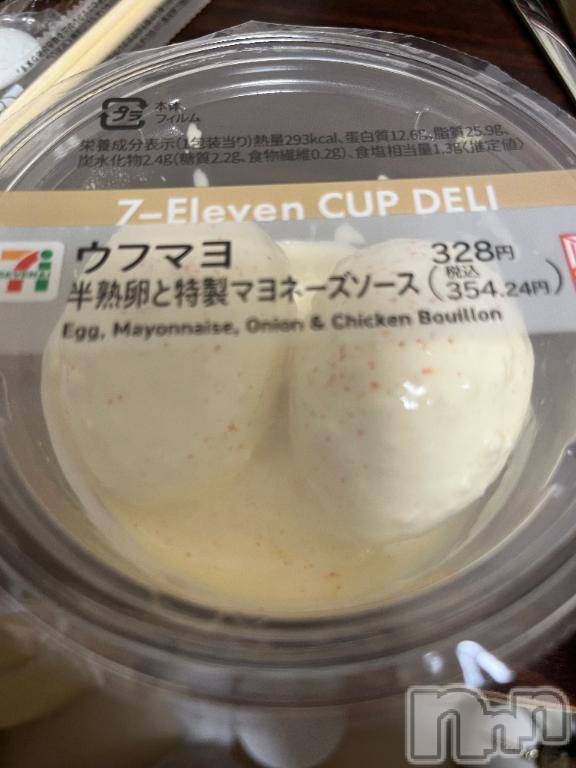 プラ
本体
フィルム
栄養成分表示(1包装当り)熱量293kcal、蛋白質12.6g、脂質25.9g、
炭水化物2.4g(糖質2.2g、食物繊維0.2g)、食塩相当量1.3g(推定値)
7-Eleven CUP DELI
ウフマヨ
328円
半熟卵と特製マヨネーズソース
(税込
354.24円)
Egg, Mayonnaise, Onion & Chicken Bouillon
nnn